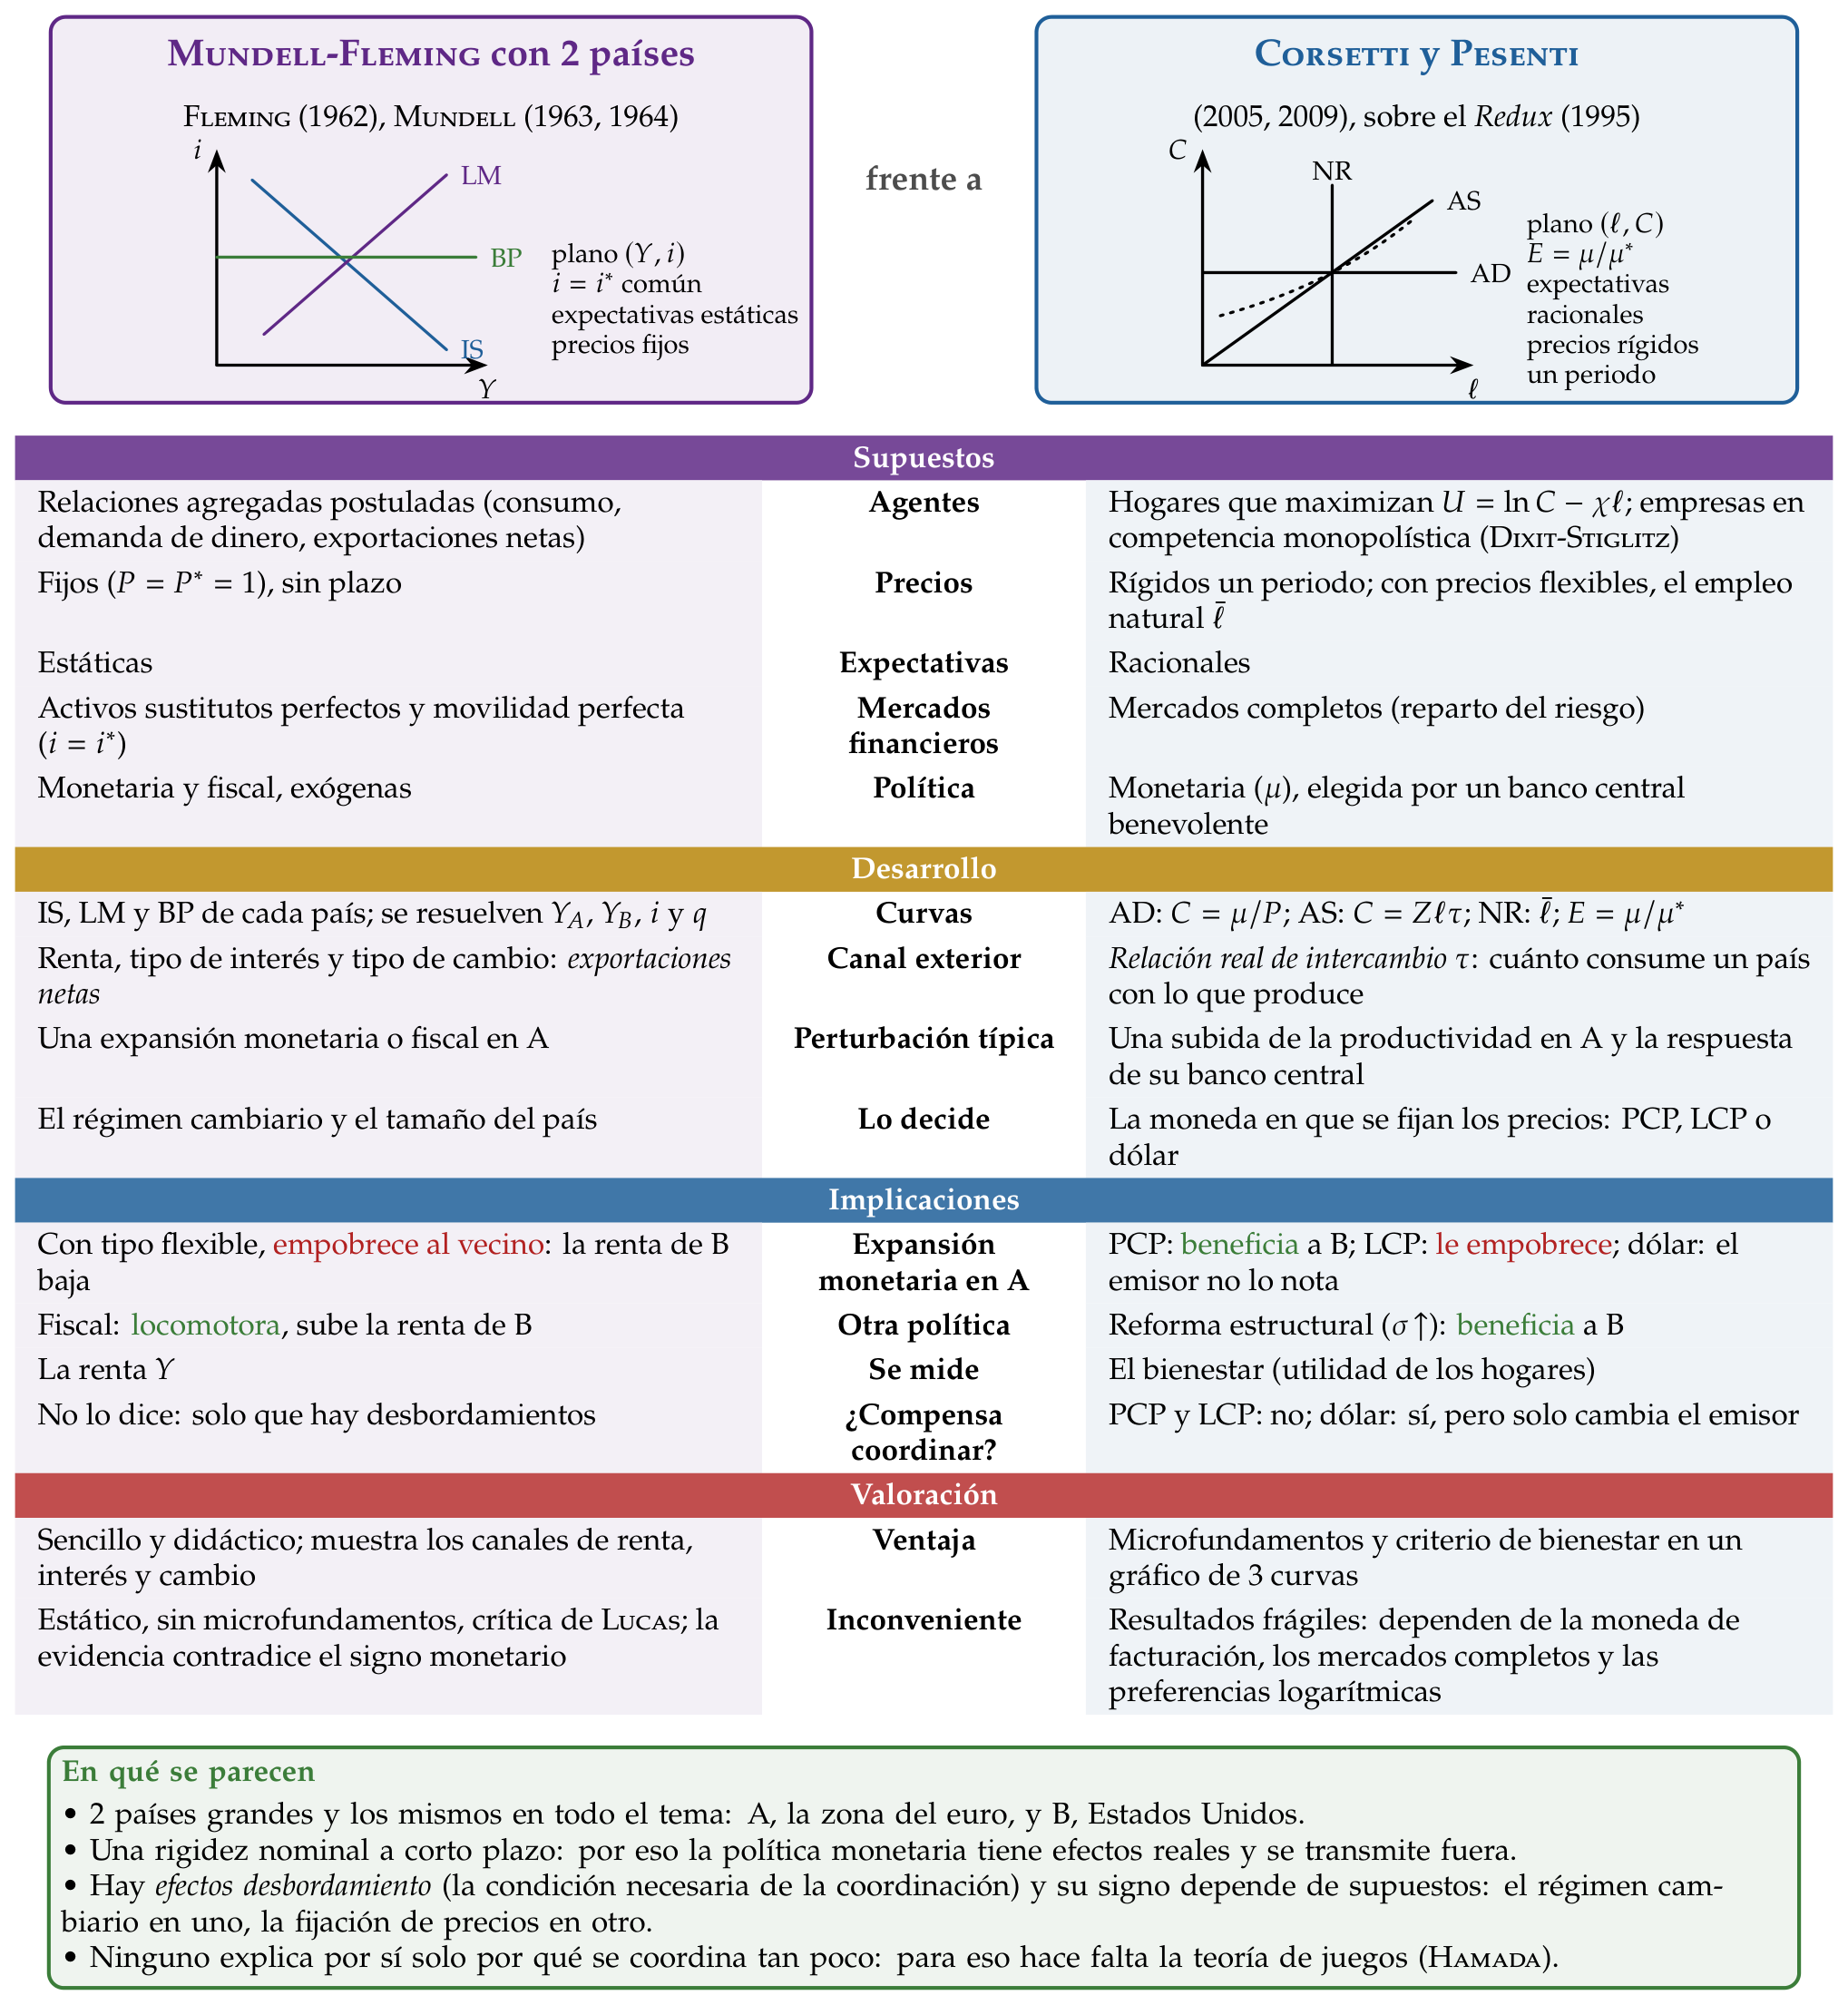 Mundell-Fleming con 2 países
Fleming (1962), Mundell (1963, 1964)
i
LM
BP
IS
Y
plano (Y, i)
i = i* común
expectativas estáticas
precios fijos
frente a
Corsetti y Pesenti
(2005, 2009), sobre el Redux (1995)
C
NR
AS
AD
ℓ
plano (ℓ, C)
E = μ/μ*
expectativas
racionales
precios rígidos
un periodo
Supuestos
Relaciones agregadas postuladas (consumo,
demanda de dinero, exportaciones netas)
Agentes
Hogares que maximizan U = ln C − χℓ; empresas en
competencia monopolística (Dixit-Stiglitz)
Fijos (P = P* = 1), sin plazo
Precios
Rígidos un periodo; con precios flexibles, el empleo
natural ℓ̄
Estáticas
Expectativas
Racionales
Activos sustitutos perfectos y movilidad perfecta
(i = i*)
Mercados
financieros
Mercados completos (reparto del riesgo)
Monetaria y fiscal, exógenas
Política
Monetaria (μ), elegida por un banco central
benevolente
Desarrollo
IS, LM y BP de cada país; se resuelven Y_A, Y_B, i y q
Curvas
AD: C = μ/P; AS: C = Zℓτ; NR: ℓ̄; E = μ/μ*
Renta, tipo de interés y tipo de cambio: exportaciones
netas
Canal exterior
Relación real de intercambio τ: cuánto consume un país
con lo que produce
Una expansión monetaria o fiscal en A
Perturbación típica
Una subida de la productividad en A y la respuesta
de su banco central
El régimen cambiario y el tamaño del país
Lo decide
La moneda en que se fijan los precios: PCP, LCP o
dólar
Implicaciones
Con tipo flexible, empobrece al vecino: la renta de B
baja
Expansión
monetaria en A
PCP: beneficia a B; LCP: le empobrece; dólar: el
emisor no lo nota
Fiscal: locomotora, sube la renta de B
Otra política
Reforma estructural (σ↑): beneficia a B
La renta Y
Se mide
El bienestar (utilidad de los hogares)
No lo dice: solo que hay desbordamientos
¿Compensa
coordinar?
PCP y LCP: no; dólar: sí, pero solo cambia el emisor
Valoración
Sencillo y didáctico; muestra los canales de renta,
interés y cambio
Ventaja
Microfundamentos y criterio de bienestar en un
gráfico de 3 curvas
Estático, sin microfundamentos, crítica de Lucas; la
evidencia contradice el signo monetario
Inconveniente
Resultados frágiles: dependen de la moneda de
facturación, los mercados completos y las
preferencias logarítmicas
En qué se parecen
• 2 países grandes y los mismos en todo el tema: A, la zona del euro, y B, Estados Unidos.
• Una rigidez nominal a corto plazo: por eso la política monetaria tiene efectos reales y se transmite fuera.
• Hay efectos desbordamiento (la condición necesaria de la coordinación) y su signo depende de supuestos: el régimen cam-
biario en uno, la fijación de precios en otro.
• Ninguno explica por sí solo por qué se coordina tan poco: para eso hace falta la teoría de juegos (Hamada).